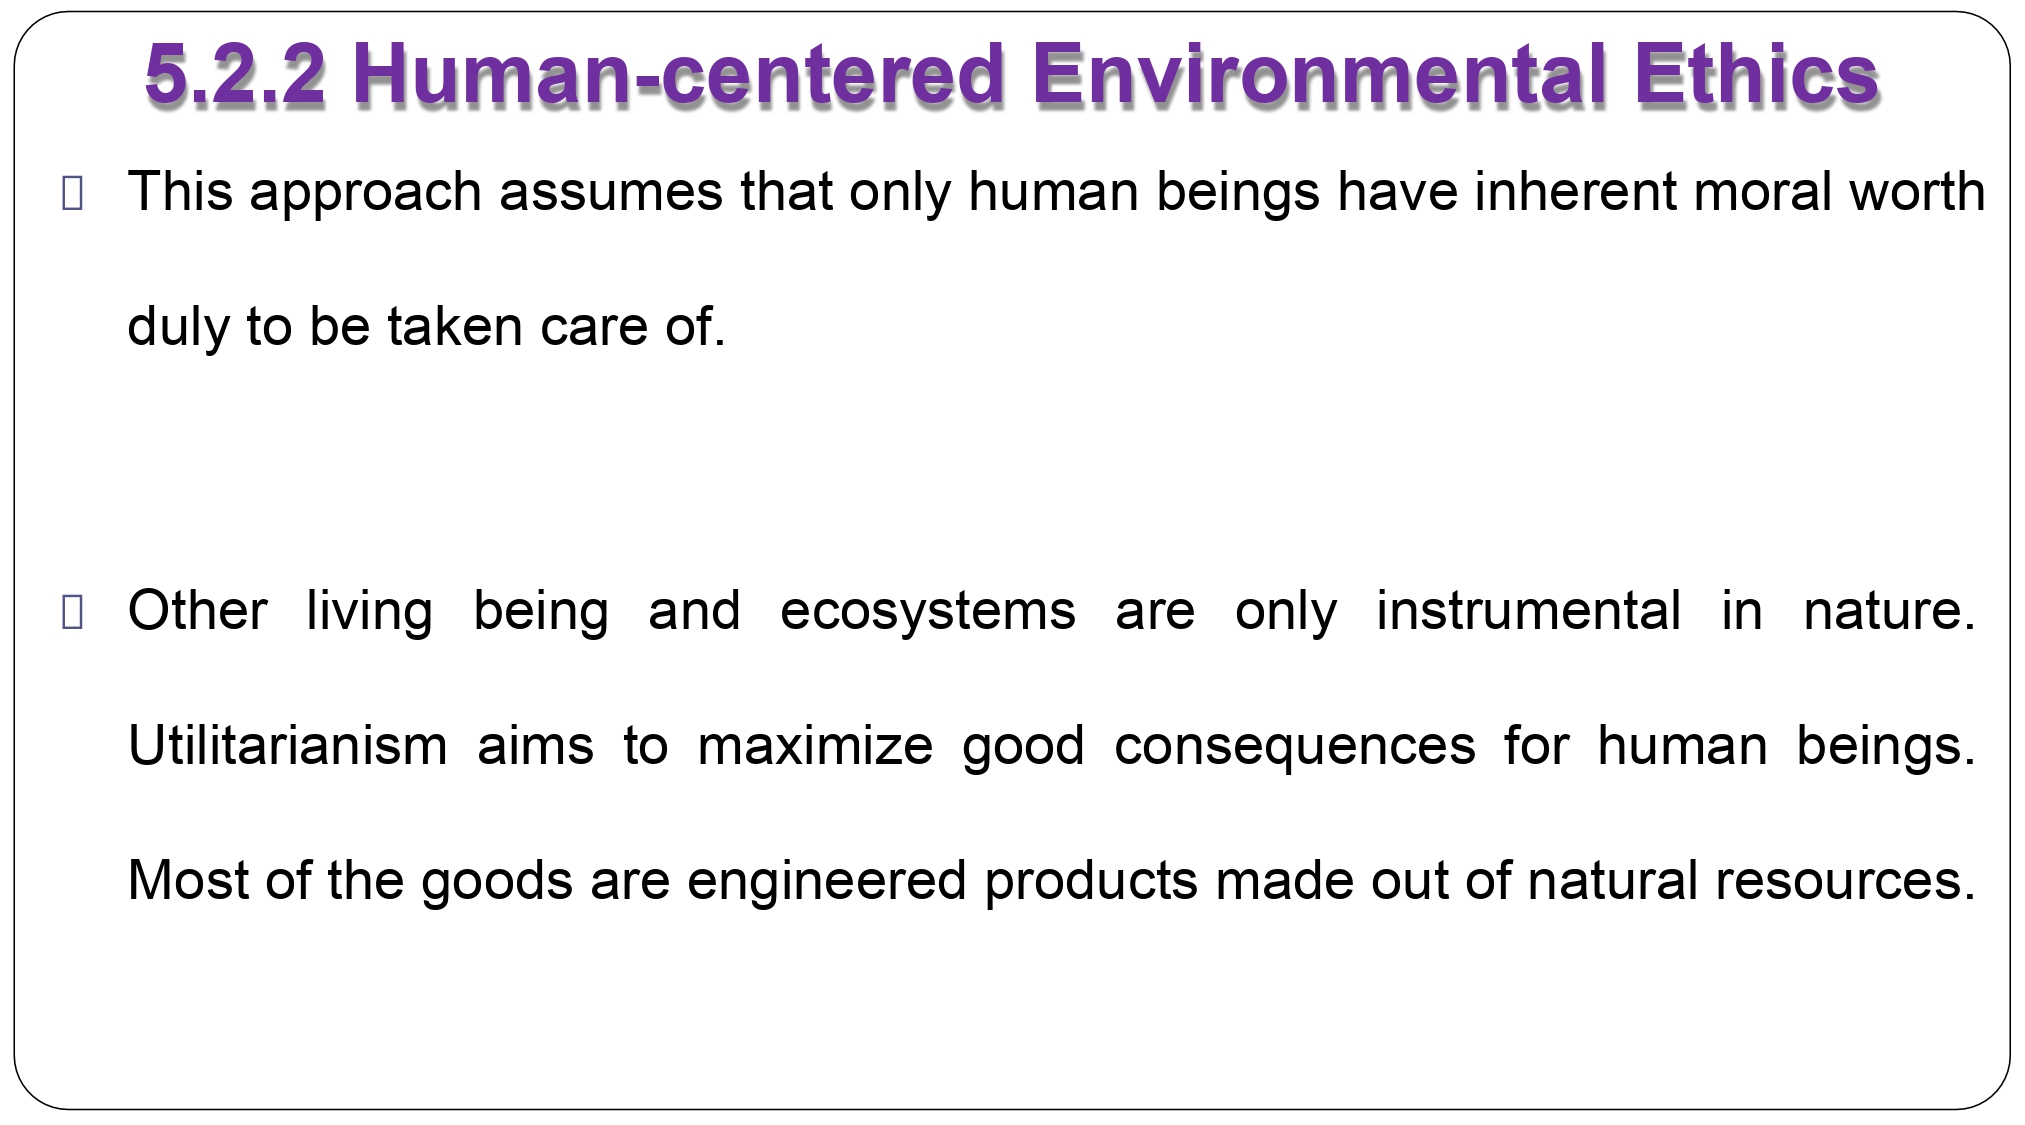 5.2.2 Human-centered Environmental Ethics
This approach assumes that only human beings have inherent moral worth
duly to be taken care of.
Other living being and ecosystems are only instrumental in nature.
Utilitarianism aims to maximize good consequences for human beings.
Most of the goods are engineered products made out of natural resources.